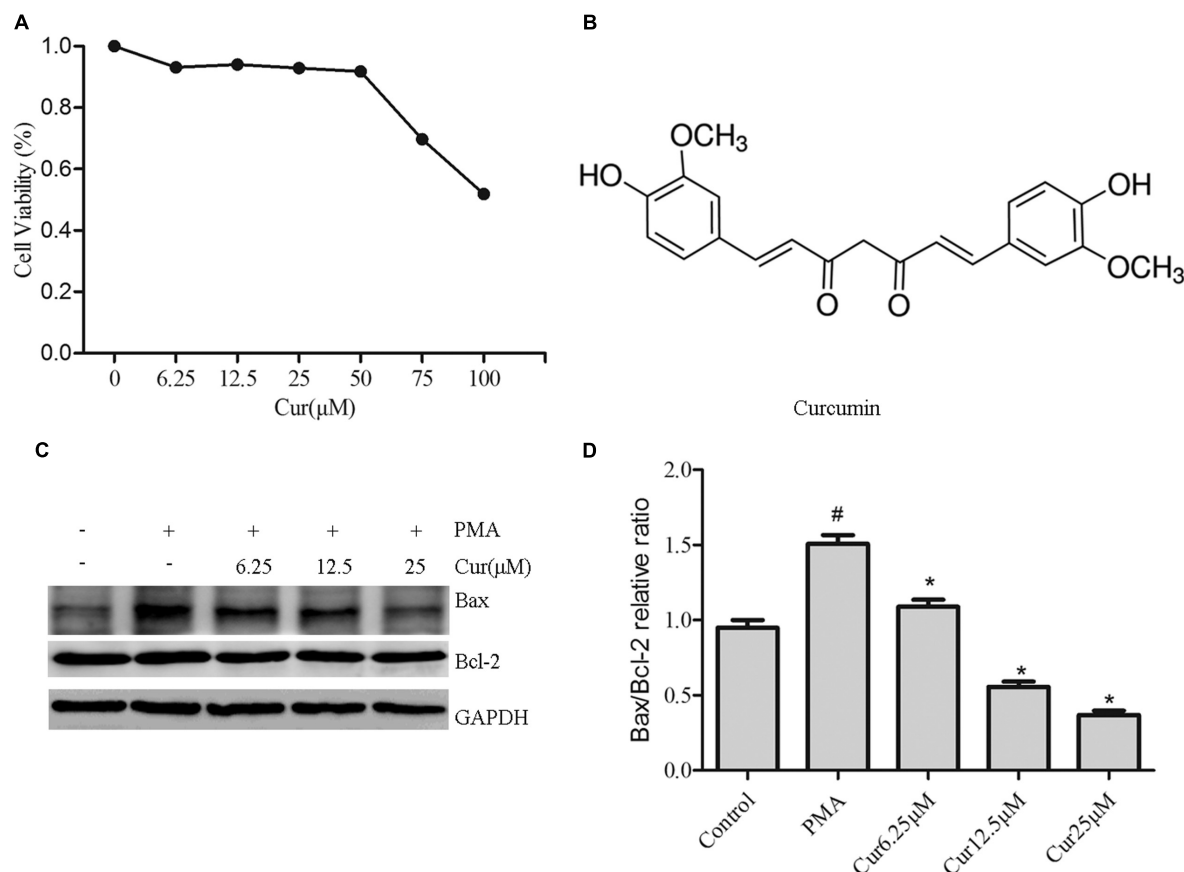 A
1.0
0.8
0.6
0.4
0.2
0.0
Cell Viability (%)
0 6.25 12.5 25 50 75 100
Cur(μM)
B
OCH3
HO
OH
OCH3
O O
Curcumin
C
- + + + + PMA
- - 6.25 12.5 25 Cur(μM)
Bax
Bcl-2
GAPDH
D
2.0
1.5
1.0
0.5
0.0
Bax/Bcl-2 relative ratio
#
*
*
*
Control PMA Cur6.25μM Cur12.5μM Cur25μM